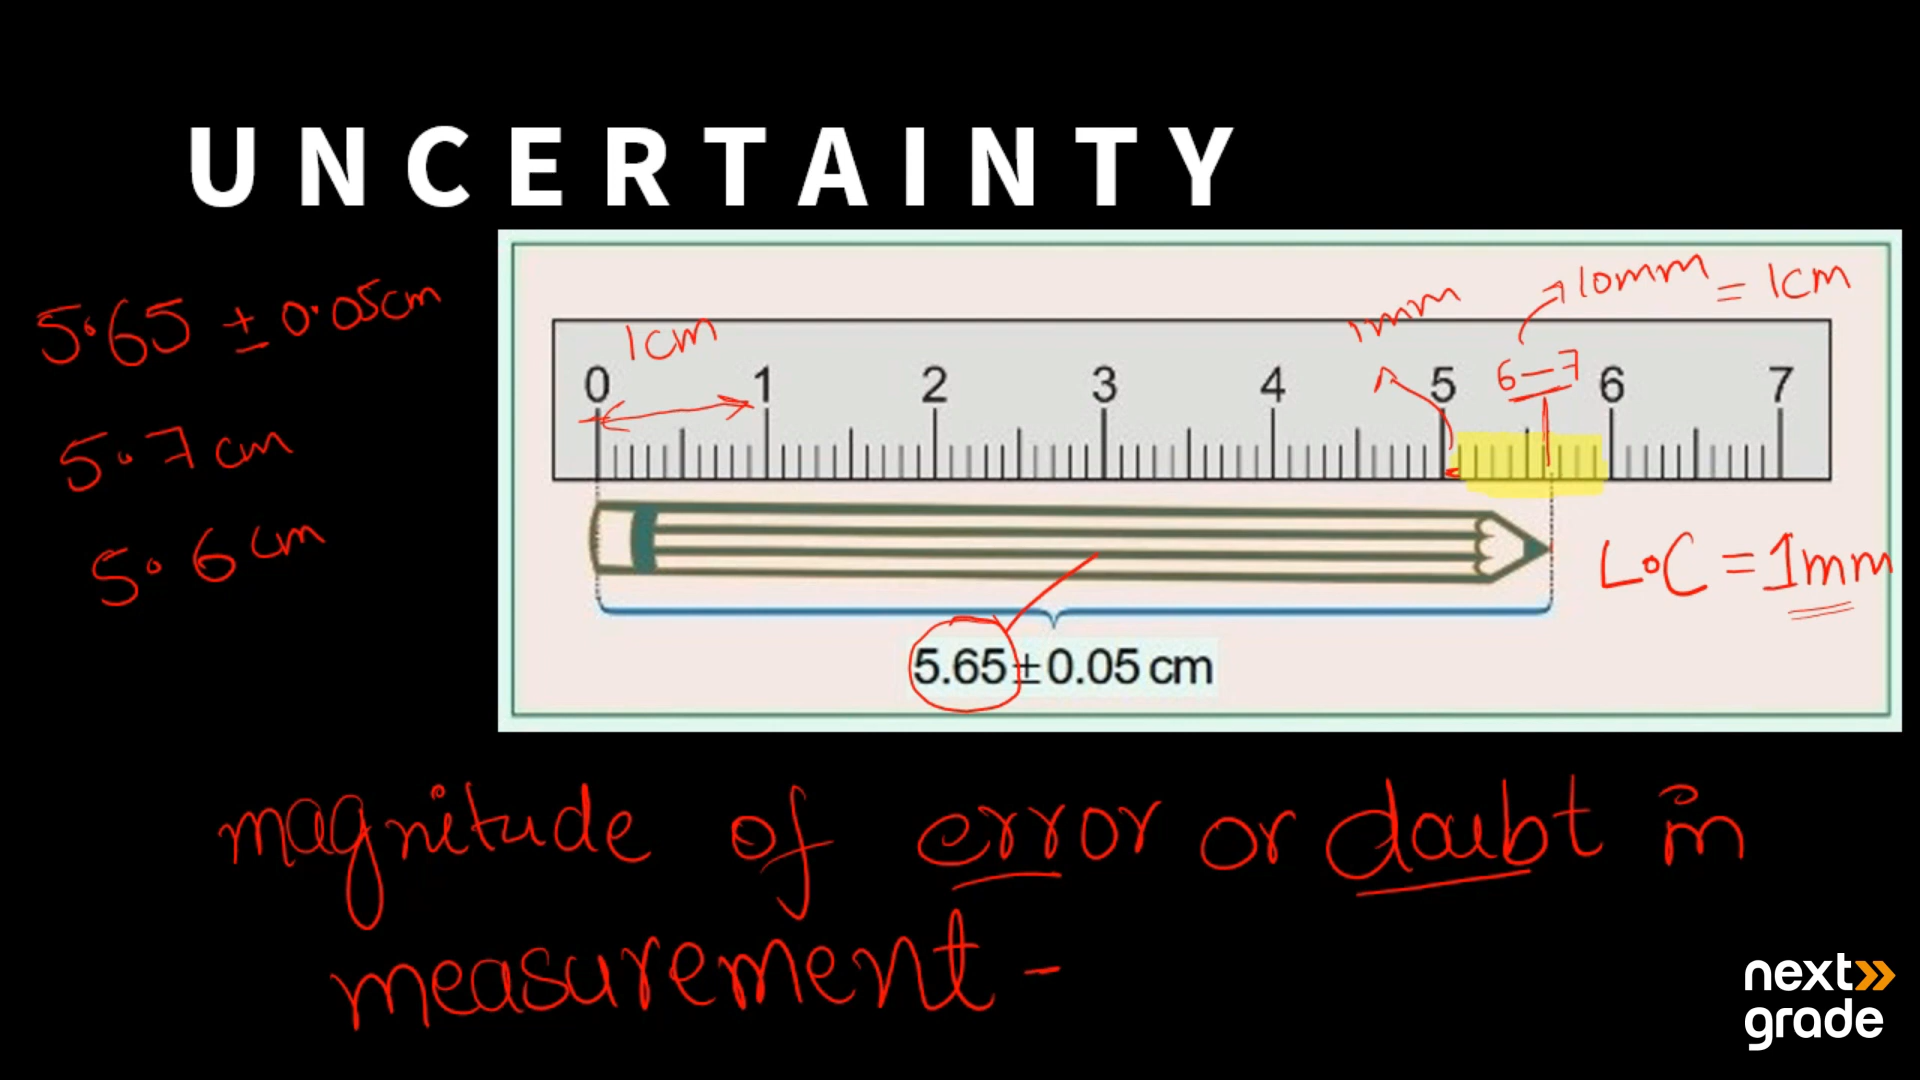 UNCERTAINTY
5.65 ± 0.05cm
5.7 cm
5.6 cm
1cm
1mm
10mm = 1cm
6-7
0 1 2 3 4 5 6 7
L.C = 1mm
5.65±0.05 cm
magnitude of error or doubt in
measurement -
next
grade